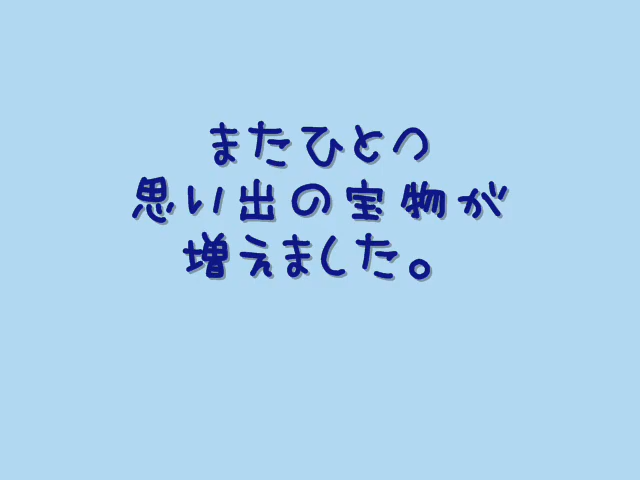 またひとつ
思い出の宝物が
増えました。